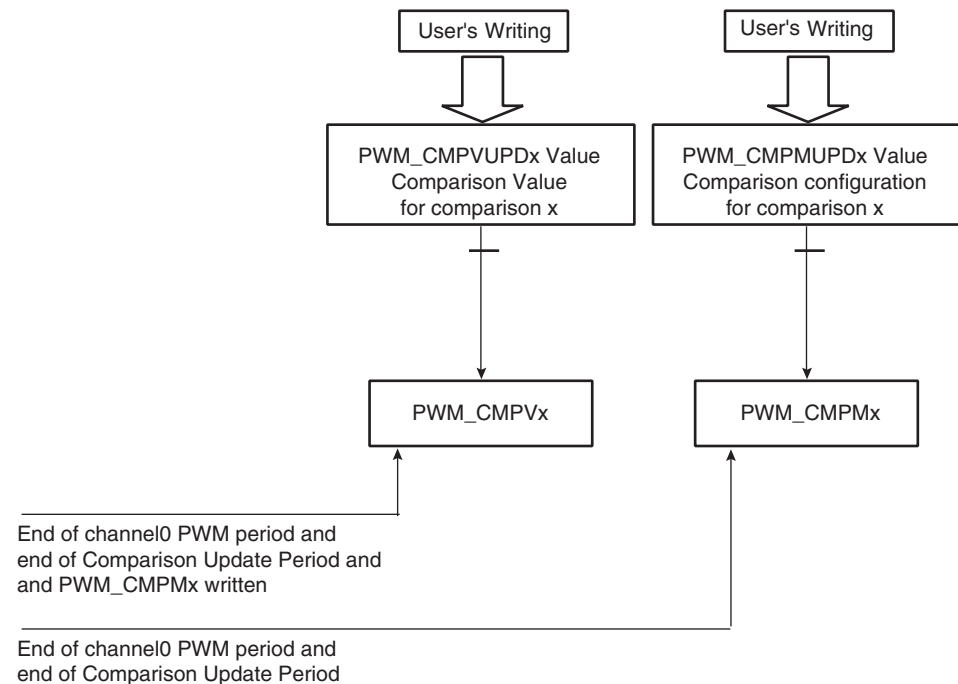 User's Writing
User's Writing
PWM_CMPVUPDx Value
Comparison Value
for comparison x
PWM_CMPMUPDx Value
Comparison configuration
for comparison x
PWM_CMPVx
PWM_CMPMx
End of channel0 PWM period and
end of Comparison Update Period and
and PWM_CMPMx written
End of channel0 PWM period and
end of Comparison Update Period